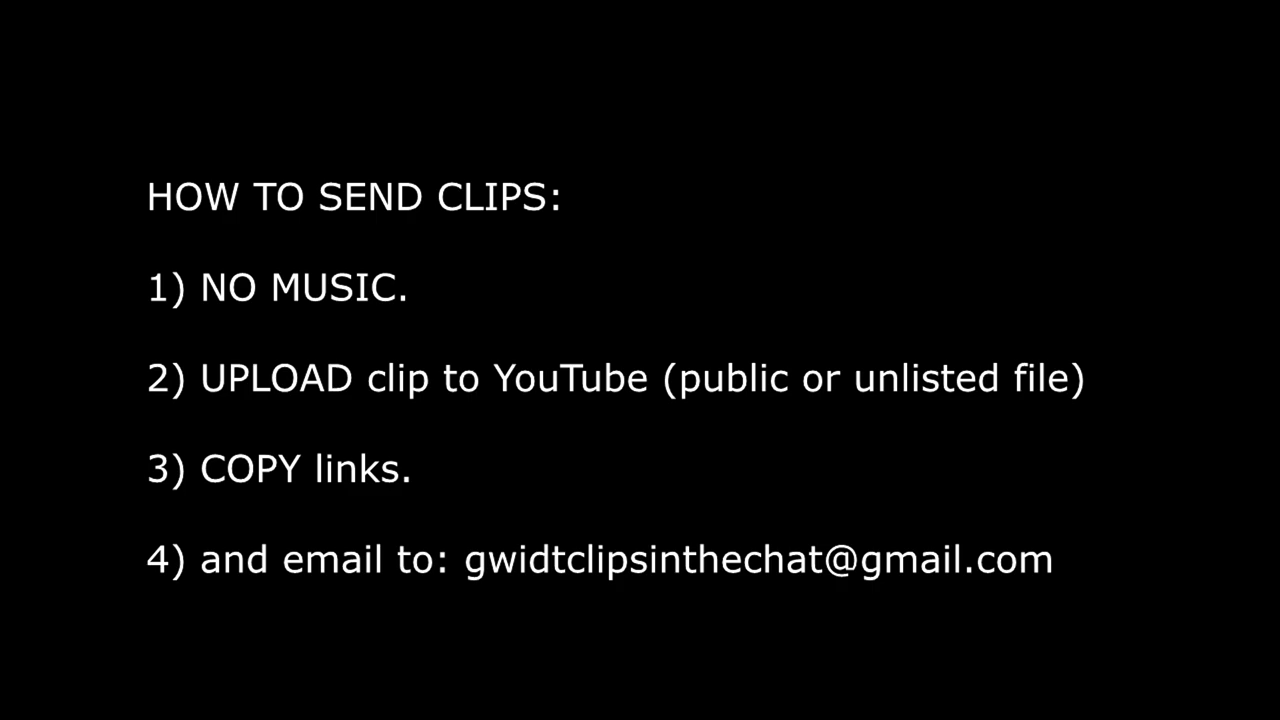 HOW TO SEND CLIPS:
1) NO MUSIC.
2) UPLOAD clip to YouTube (public or unlisted file)
3) COPY links.
4) and email to: gwidtclipsinthechat@gmail.com